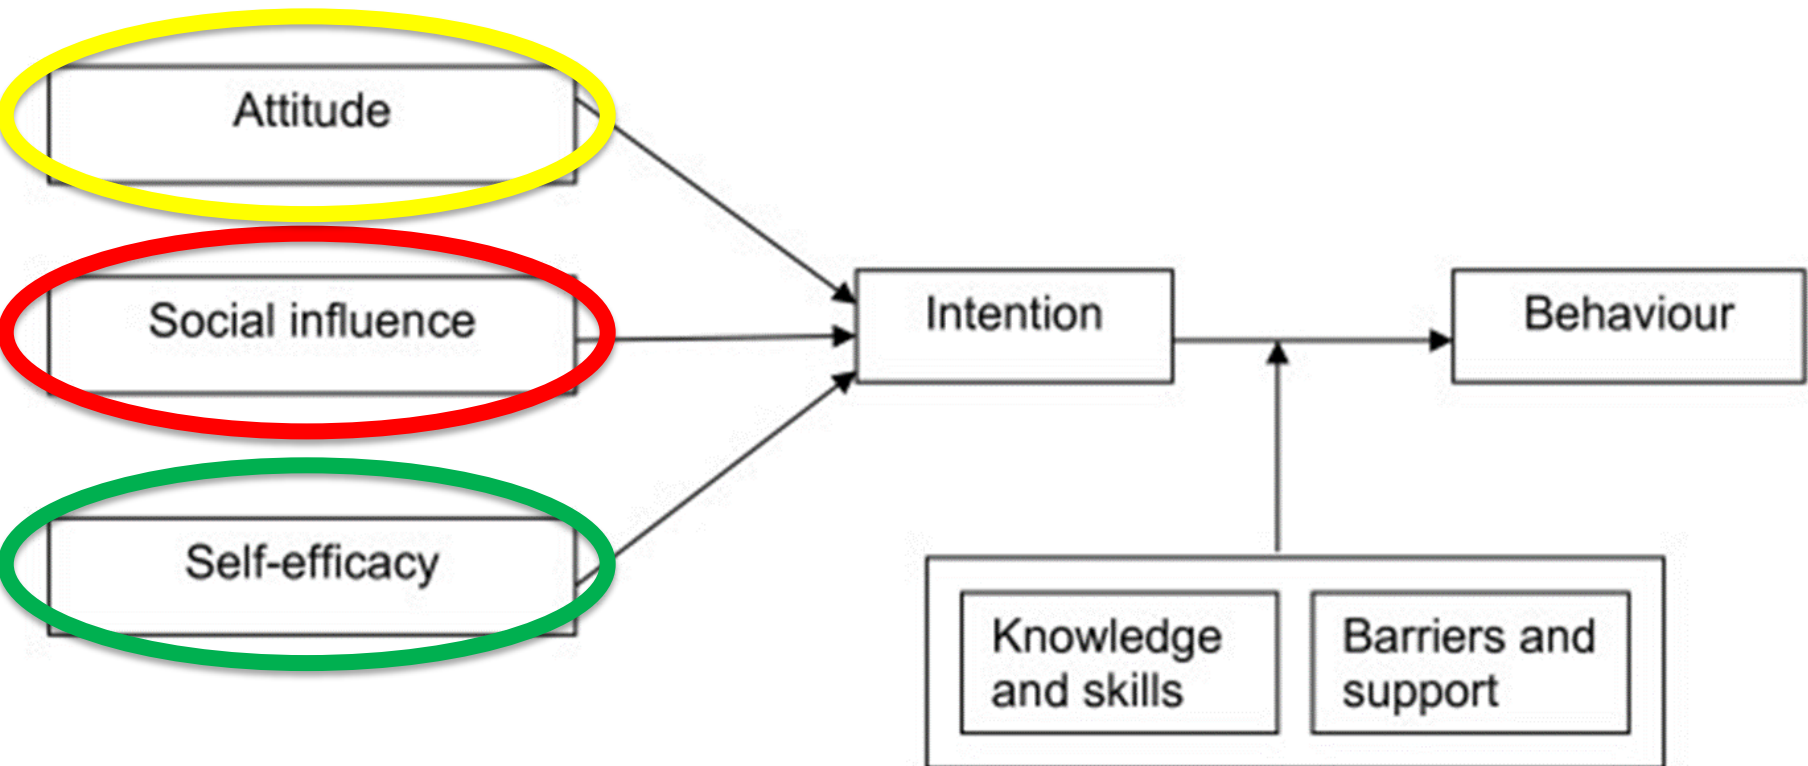 Attitude
Social influence
Self-efficacy
Intention
Behaviour
Knowledge
and skills
Barriers and
support